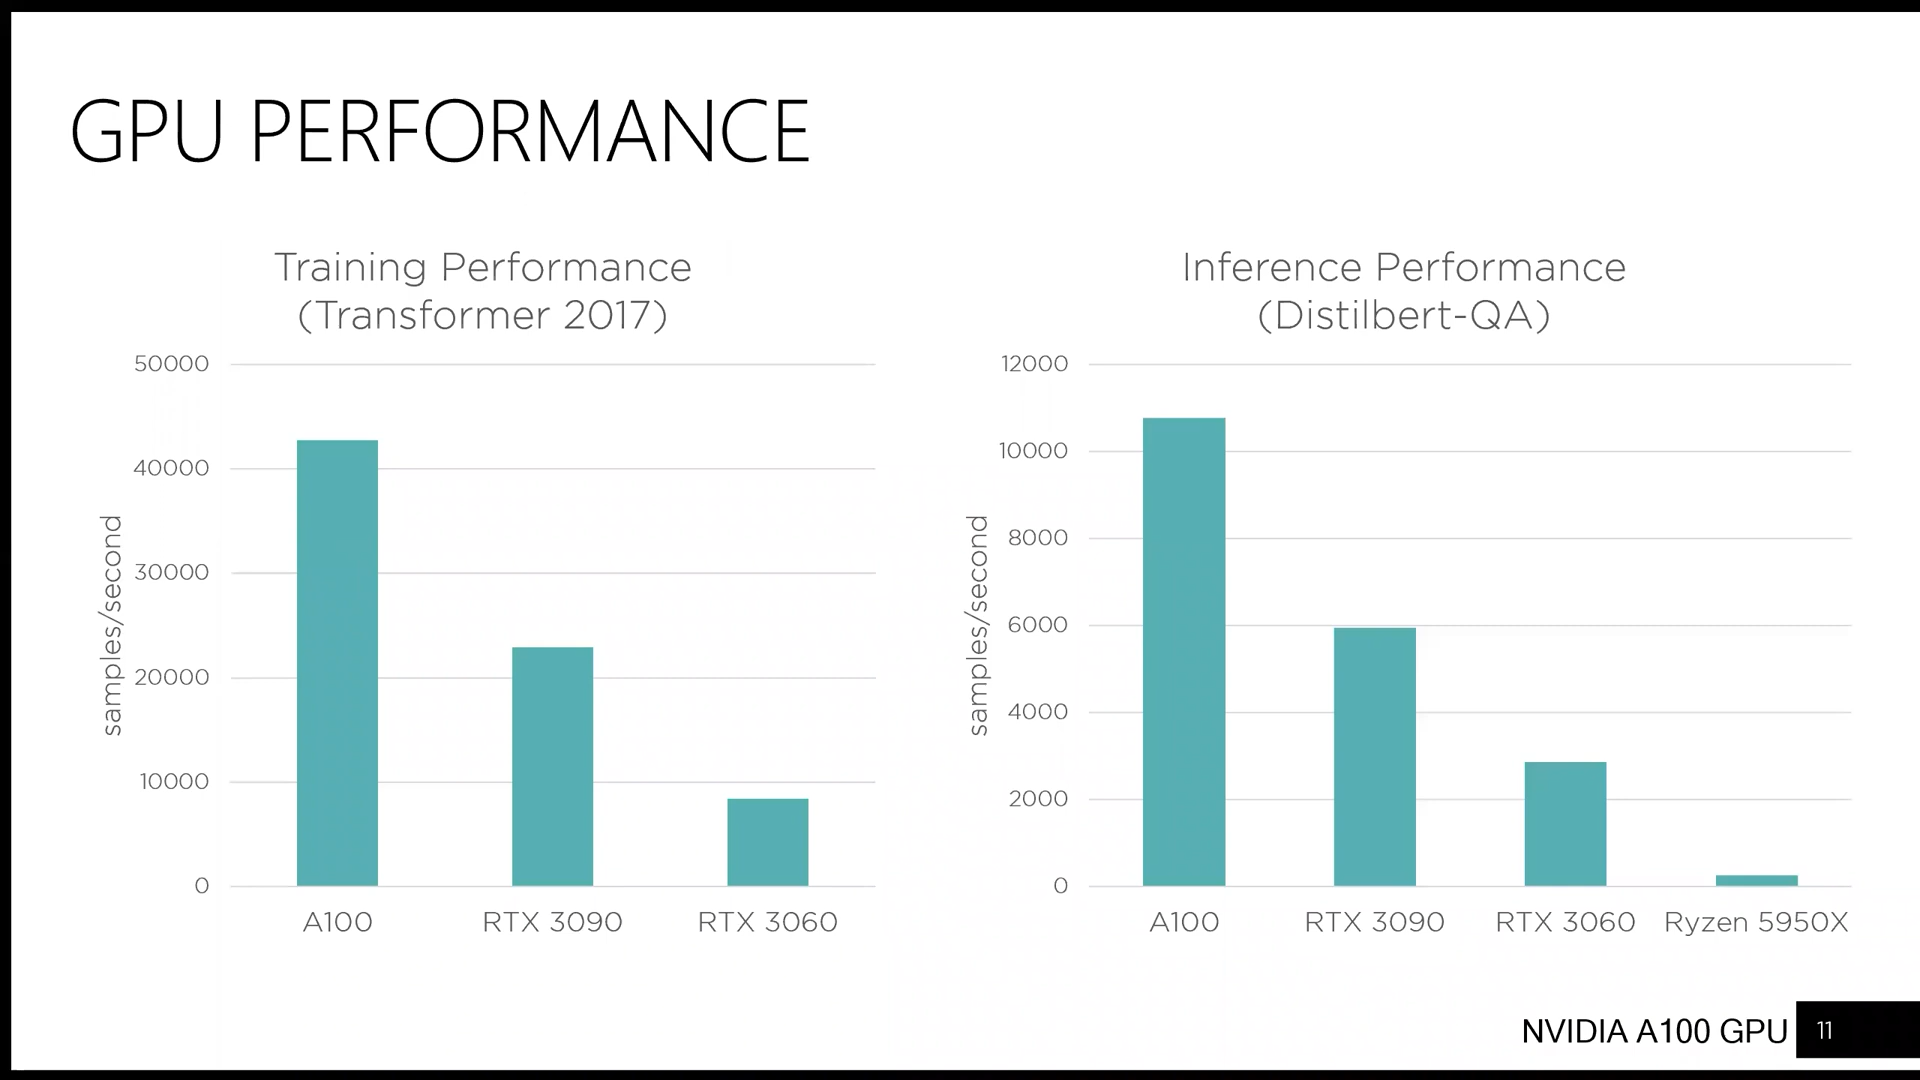 GPU PERFORMANCE
Training Performance
(Transformer 2017)
50000
40000
30000
20000
10000
0
samples/second
A100
RTX 3090
RTX 3060
Inference Performance
(Distilbert-QA)
12000
10000
8000
6000
4000
2000
0
samples/second
A100
RTX 3090
RTX 3060
Ryzen 5950X
NVIDIA A100 GPU
11